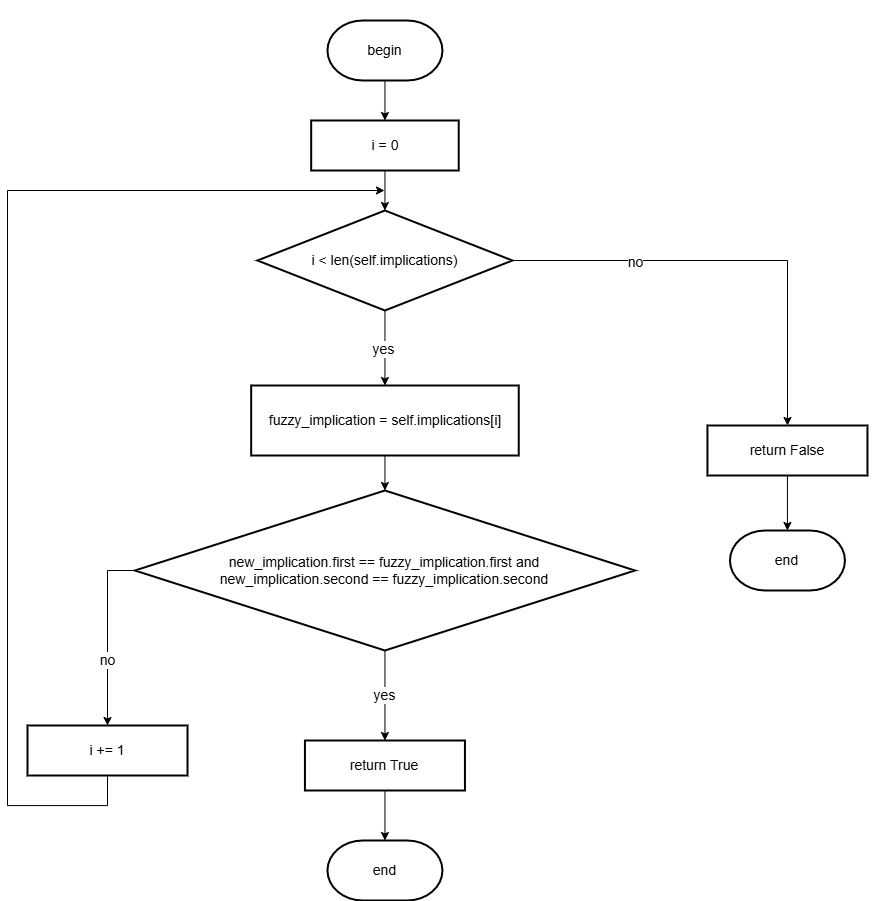 begin
i = 0
i < len(self.implications)
no
yes
fuzzy_implication = self.implications[i]
return False
end
new_implication.first == fuzzy_implication.first and
new_implication.second == fuzzy_implication.second
no
yes
i += 1
return True
end